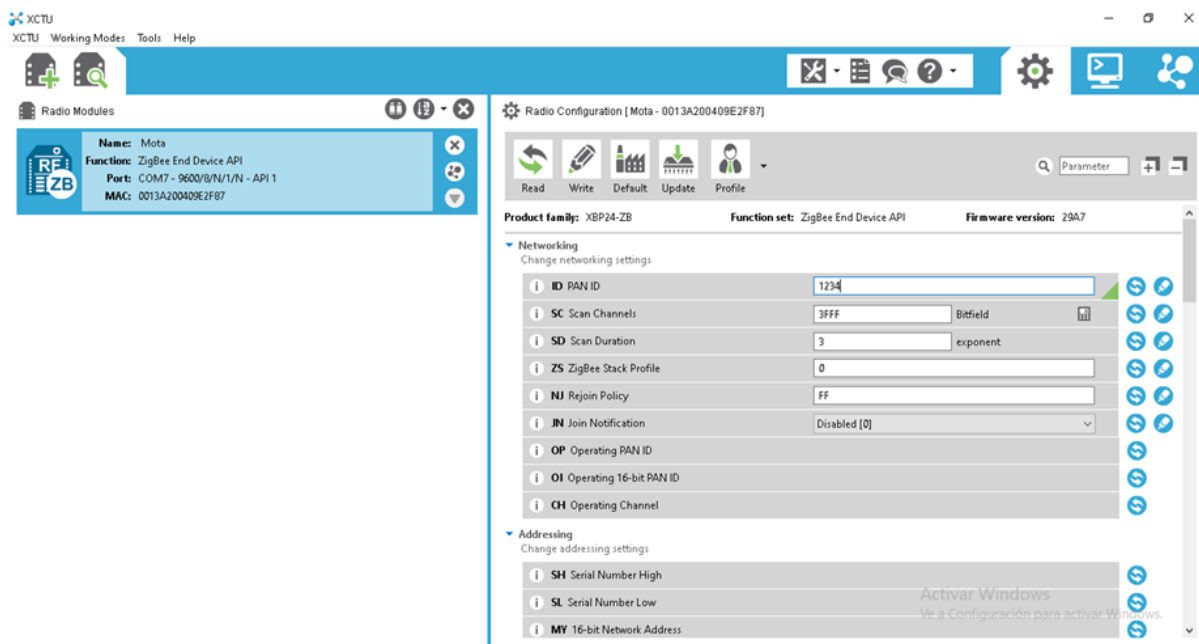 XCTU
XCTU Working Modes Tools Help
Radio Modules
Name: Mota
Function: ZigBee End Device API
Port: COM7 - 9600/8/N/1/N - API 1
MAC: 0013A200409E2F87
RF
ZB
Radio Configuration [Mota - 0013A200409E2F87]
Read Write Default Update Profile
Parameter
Product family: XBP24-ZB Function set: ZigBee End Device API Firmware version: 29A7
Networking
Change networking settings
i ID PAN ID 1234
i SC Scan Channels 3FFF Bitfield
i SD Scan Duration 3 exponent
i ZS ZigBee Stack Profile 0
i NJ Rejoin Policy FF
i JN Join Notification Disabled [0]
i OP Operating PAN ID
i OI Operating 16-bit PAN ID
i CH Operating Channel
Addressing
Change addressing settings
i SH Serial Number High
i SL Serial Number Low
i MY 16-bit Network Address
Activar Windows
Ve a Configuración para activar Windows.